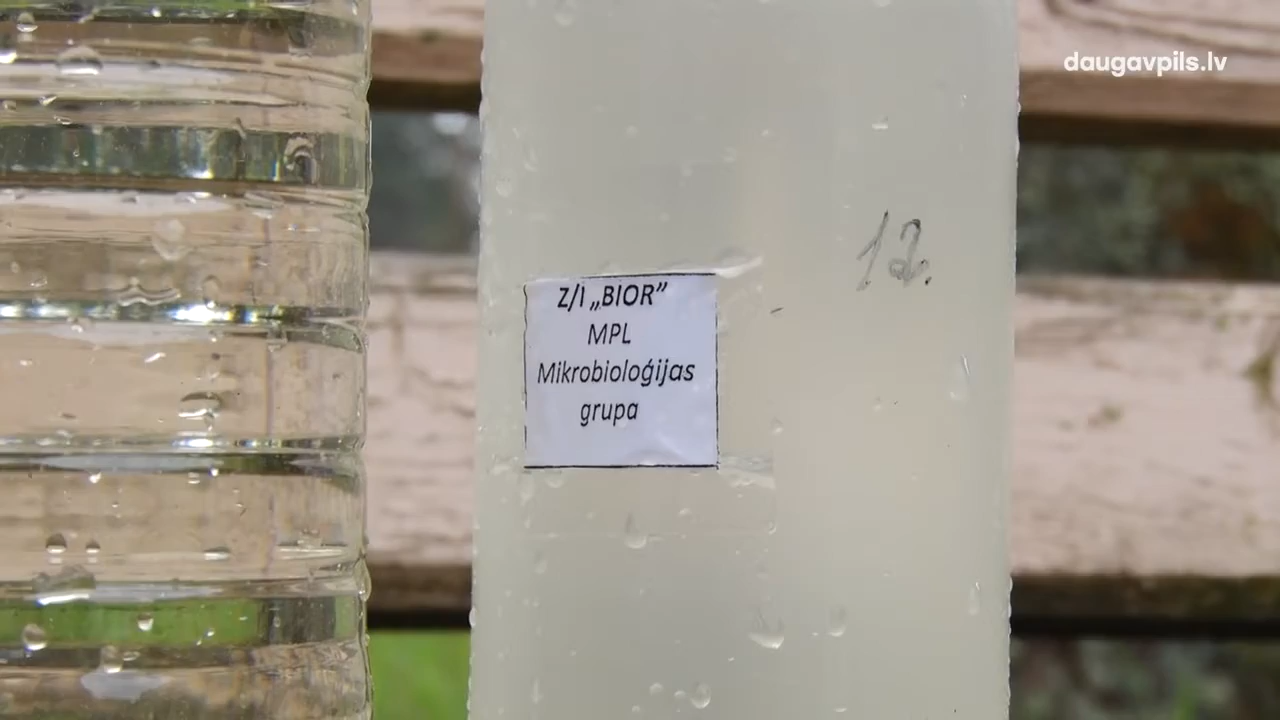 daugavpils.lv
Z/I „BIOR”
MPL
Mikrobioloģijas
grupa
12.